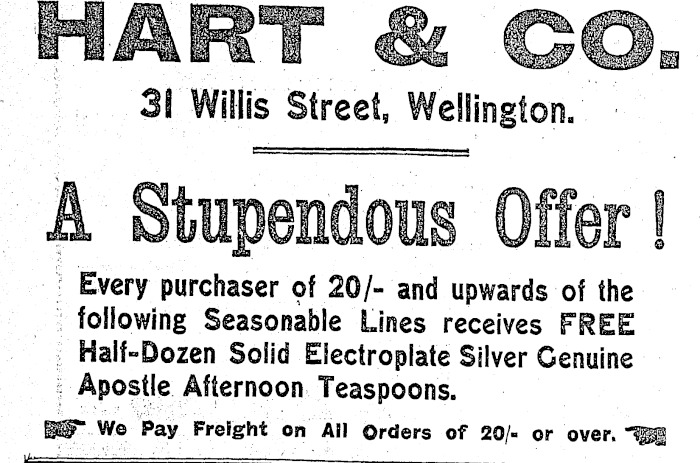 HART & CO.
31 Willis Street, Wellington.
A Stupendous Offer!
Every purchaser of 20/- and upwards of the
following Seasonable Lines receives FREE
Half-Dozen Solid Electroplate Silver Genuine
Apostle Afternoon Teaspoons.
We Pay Freight on All Orders of 20/- or over.